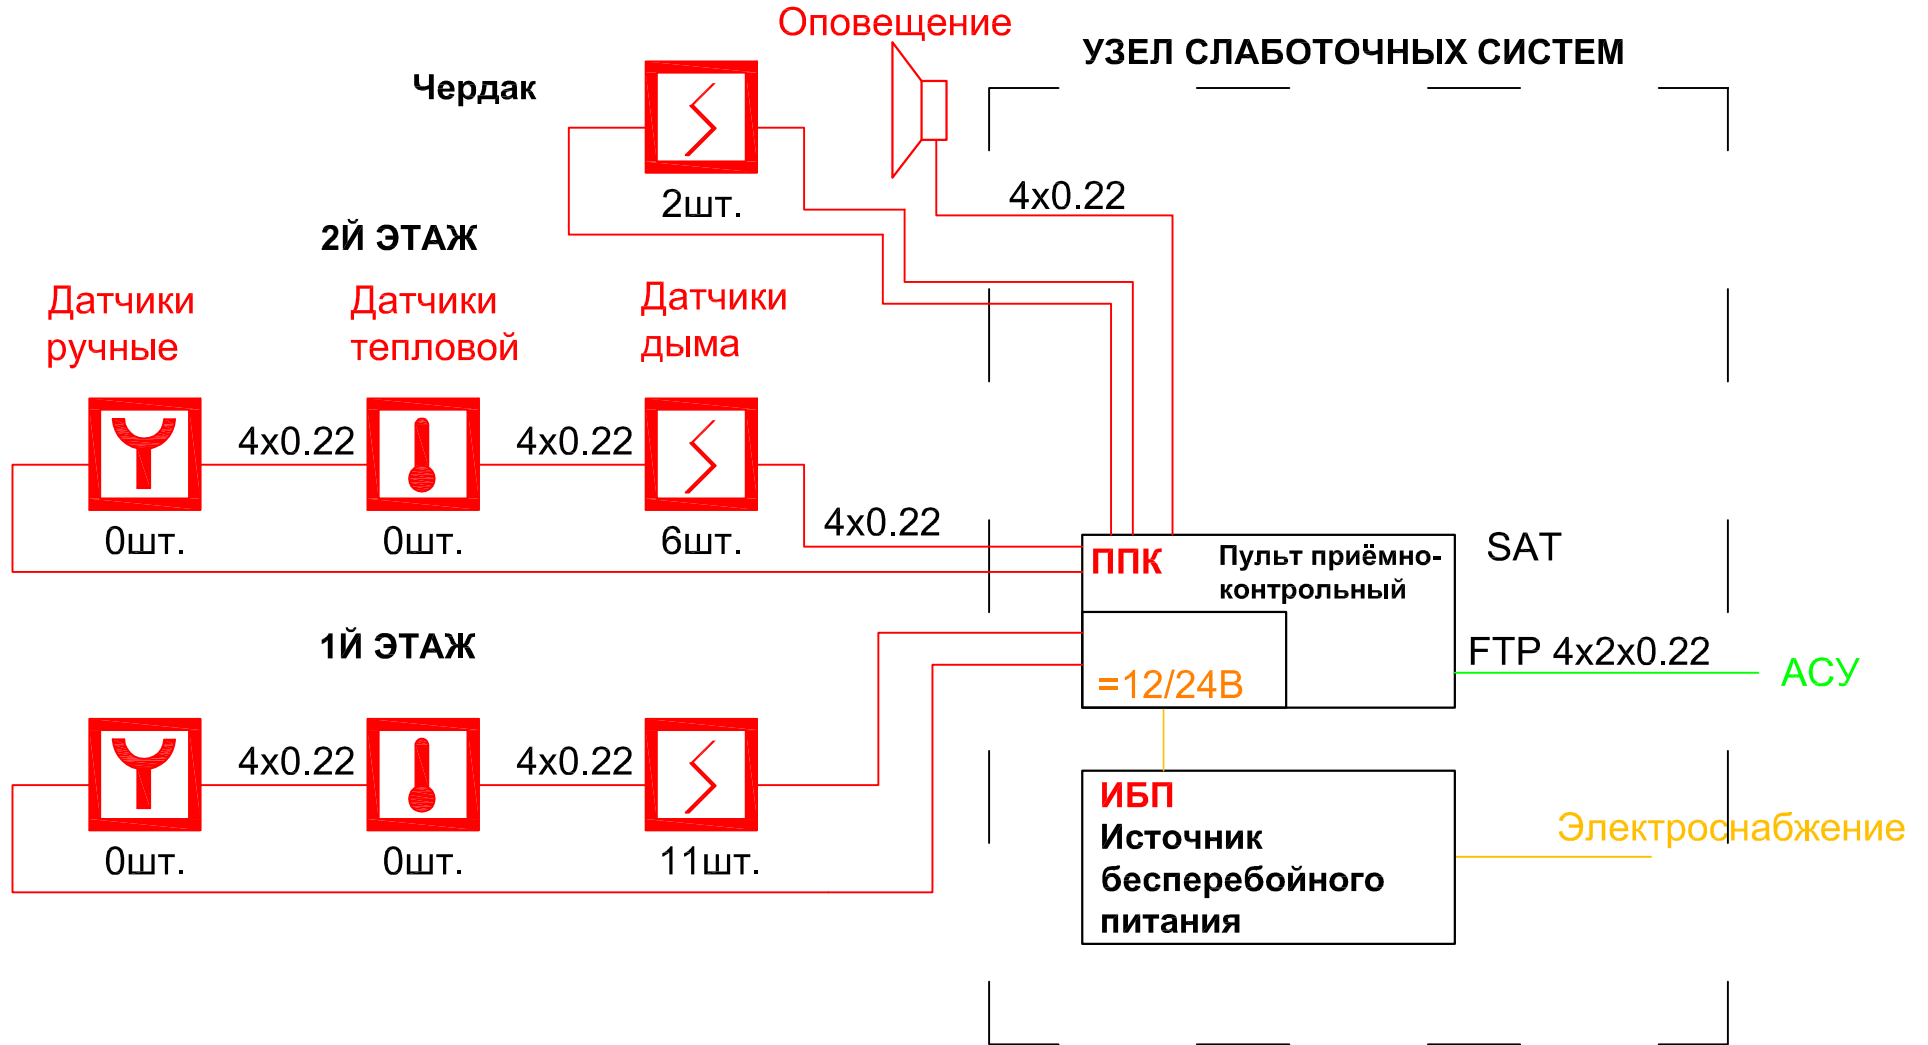 Оповещение
УЗЕЛ СЛАБОТОЧНЫХ СИСТЕМ
Чердак
2шт.
4x0.22
2Й ЭТАЖ
Датчики
ручные
Датчики
тепловой
Датчики
дыма
4x0.22
4x0.22
0шт.
0шт.
6шт.
4x0.22
ППК
Пульт приёмно-
контрольный
SAT
=12/24В
FTP 4x2x0.22
АСУ
1Й ЭТАЖ
4x0.22
4x0.22
0шт.
0шт.
11шт.
ИБП
Источник
бесперебойного
питания
Электроснабжение